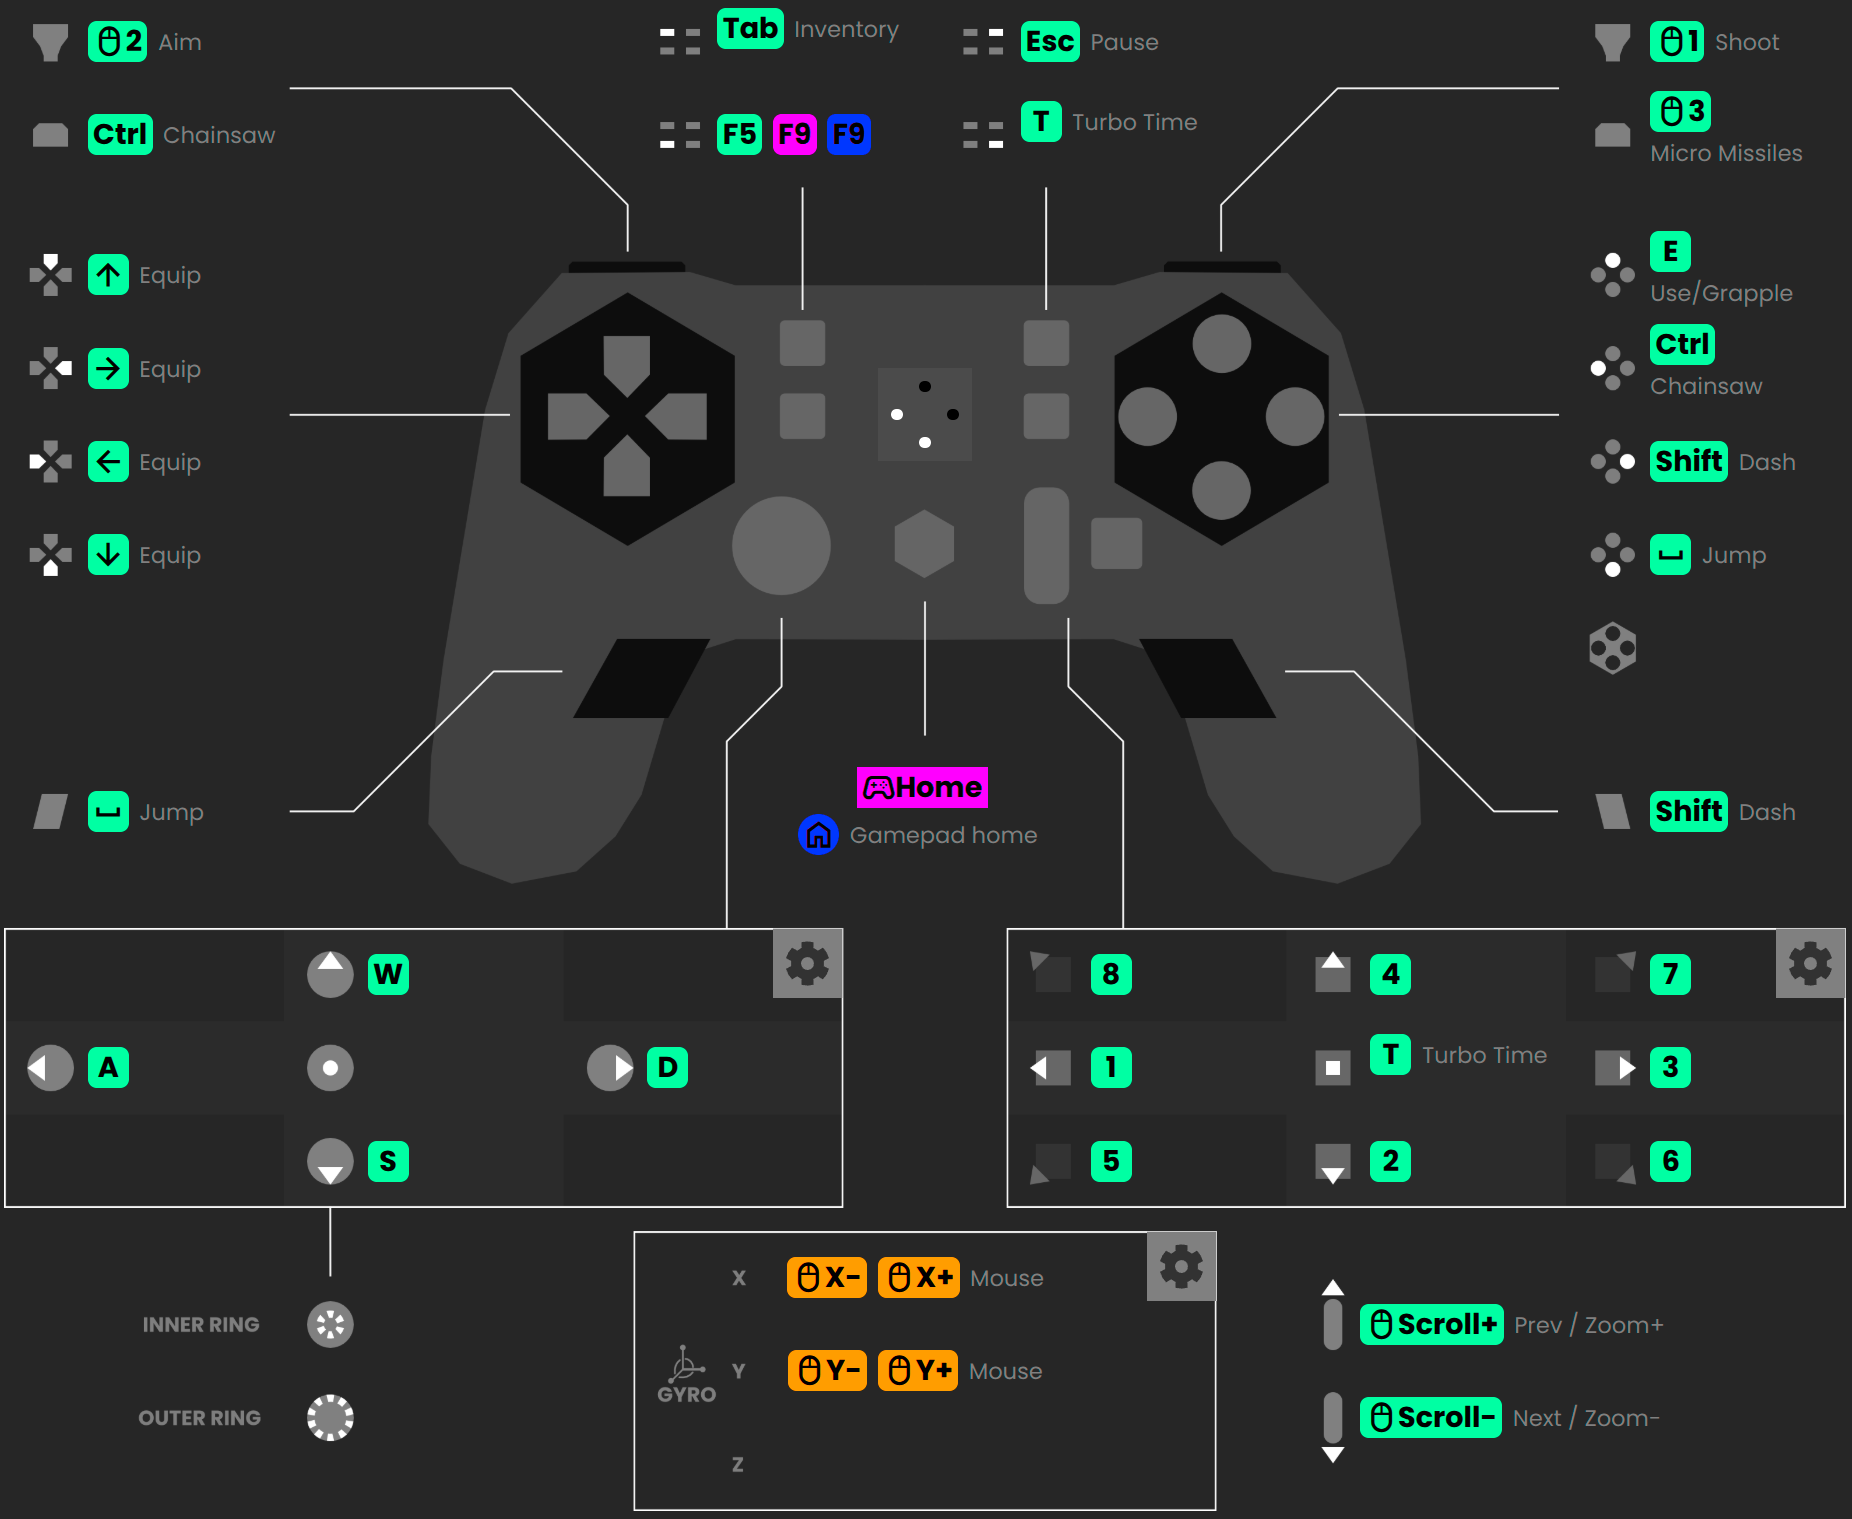 2 Aim
Tab Inventory
Esc Pause
1 Shoot
Ctrl Chainsaw
F5 F9 F9
T Turbo Time
3
Micro Missiles
↑ Equip
E
Use/Grapple
→ Equip
Ctrl
Chainsaw
← Equip
Shift Dash
↓ Equip
Jump
Jump
Home
Gamepad home
Shift Dash
W
A
D
S
8
4
7
1
T Turbo Time
3
5
2
6
INNER RING
OUTER RING
X X- X+ Mouse
Y Y- Y+ Mouse
GYRO
Z
Scroll+ Prev / Zoom+
Scroll- Next / Zoom-